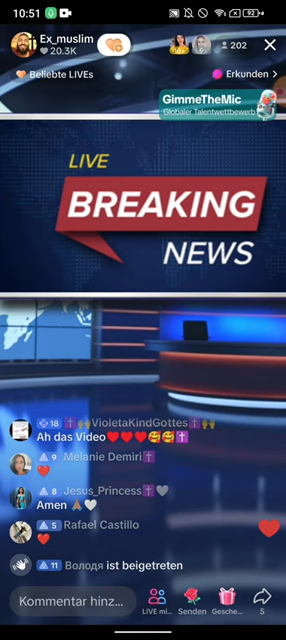 10:51
92
Ex_muslim
20.3K
202
Beliebte LIVEs
Erkunden >
GimmeTheMic
Globaler Talentwettbewerb
LIVE
BREAKING
NEWS
18 VioletaKindGottes
Ah das Video❤️❤️❤️🥰🥰✝️
9 Melanie Demiri✝️
❤️
8 Jesus_Princess✝️🤍
Amen 🙏🏾🤍
5 Rafael Castillo
❤️
11 Володя ist beigetreten
Kommentar hinz...
LIVE mi...
Senden
Gesche...
5